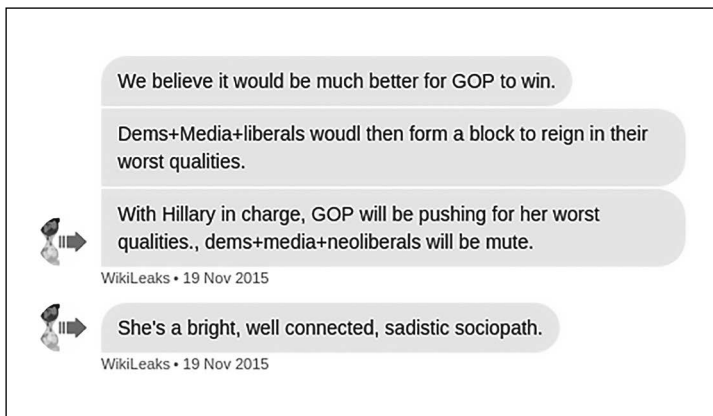 We believe it would be much better for GOP to win.
Dems+Media+liberals woudl then form a block to reign in their
worst qualities.
With Hillary in charge, GOP will be pushing for her worst
qualities., dems+media+neoliberals will be mute.
WikiLeaks • 19 Nov 2015
She's a bright, well connected, sadistic sociopath.
WikiLeaks • 19 Nov 2015